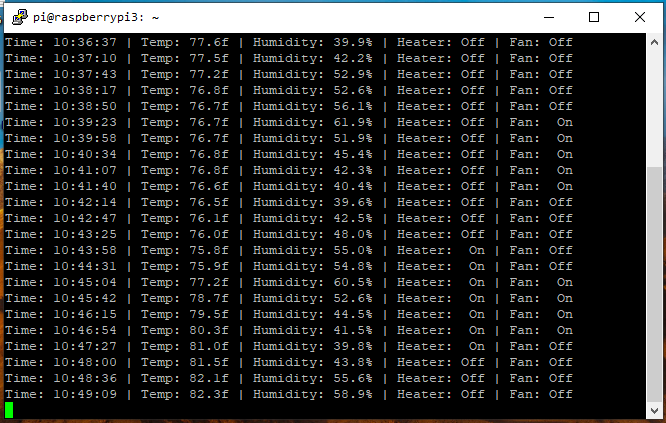 pi@raspberrypi3: ~
Time: 10:36:37 | Temp: 77.6f | Humidity: 39.9% | Heater: Off | Fan: Off
Time: 10:37:10 | Temp: 77.5f | Humidity: 42.2% | Heater: Off | Fan: Off
Time: 10:37:43 | Temp: 77.2f | Humidity: 52.9% | Heater: Off | Fan: Off
Time: 10:38:17 | Temp: 76.8f | Humidity: 52.6% | Heater: Off | Fan: Off
Time: 10:38:50 | Temp: 76.7f | Humidity: 56.1% | Heater: Off | Fan: Off
Time: 10:39:23 | Temp: 76.7f | Humidity: 61.9% | Heater: Off | Fan:  On
Time: 10:39:58 | Temp: 76.7f | Humidity: 51.9% | Heater: Off | Fan:  On
Time: 10:40:34 | Temp: 76.8f | Humidity: 45.4% | Heater: Off | Fan:  On
Time: 10:41:07 | Temp: 76.8f | Humidity: 42.3% | Heater: Off | Fan:  On
Time: 10:41:40 | Temp: 76.6f | Humidity: 40.4% | Heater: Off | Fan:  On
Time: 10:42:14 | Temp: 76.5f | Humidity: 39.6% | Heater: Off | Fan: Off
Time: 10:42:47 | Temp: 76.1f | Humidity: 42.5% | Heater: Off | Fan: Off
Time: 10:43:25 | Temp: 76.0f | Humidity: 48.0% | Heater: Off | Fan: Off
Time: 10:43:58 | Temp: 75.8f | Humidity: 55.0% | Heater:  On | Fan: Off
Time: 10:44:31 | Temp: 75.9f | Humidity: 54.8% | Heater:  On | Fan: Off
Time: 10:45:04 | Temp: 77.2f | Humidity: 60.5% | Heater:  On | Fan:  On
Time: 10:45:42 | Temp: 78.7f | Humidity: 52.6% | Heater:  On | Fan:  On
Time: 10:46:15 | Temp: 79.5f | Humidity: 44.5% | Heater:  On | Fan:  On
Time: 10:46:54 | Temp: 80.3f | Humidity: 41.5% | Heater:  On | Fan:  On
Time: 10:47:27 | Temp: 81.0f | Humidity: 39.8% | Heater:  On | Fan: Off
Time: 10:48:00 | Temp: 81.5f | Humidity: 43.8% | Heater: Off | Fan: Off
Time: 10:48:36 | Temp: 82.1f | Humidity: 55.6% | Heater: Off | Fan: Off
Time: 10:49:09 | Temp: 82.3f | Humidity: 58.9% | Heater: Off | Fan: Off